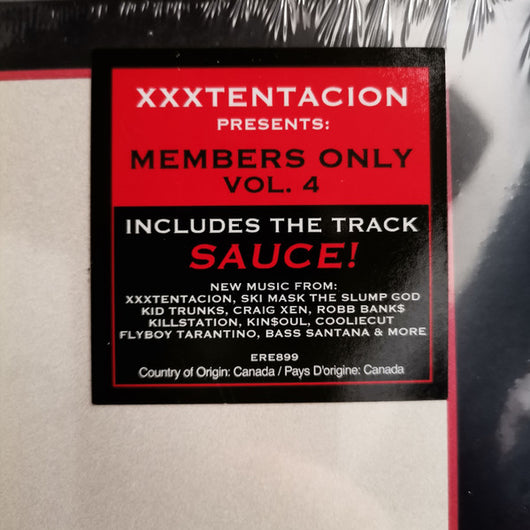 XXXTENTACION
PRESENTS:
MEMBERS ONLY
VOL. 4
INCLUDES THE TRACK
SAUCE!
NEW MUSIC FROM:
XXXTENTACION, SKI MASK THE SLUMP GOD
KID TRUNKS, CRAIG XEN, ROBB BANK$
KILLSTATION, KIN$OUL, COOLIECUT
FLYBOY TARANTINO, BASS SANTANA & MORE
ERE899
Country of Origin: Canada / Pays D'origine: Canada